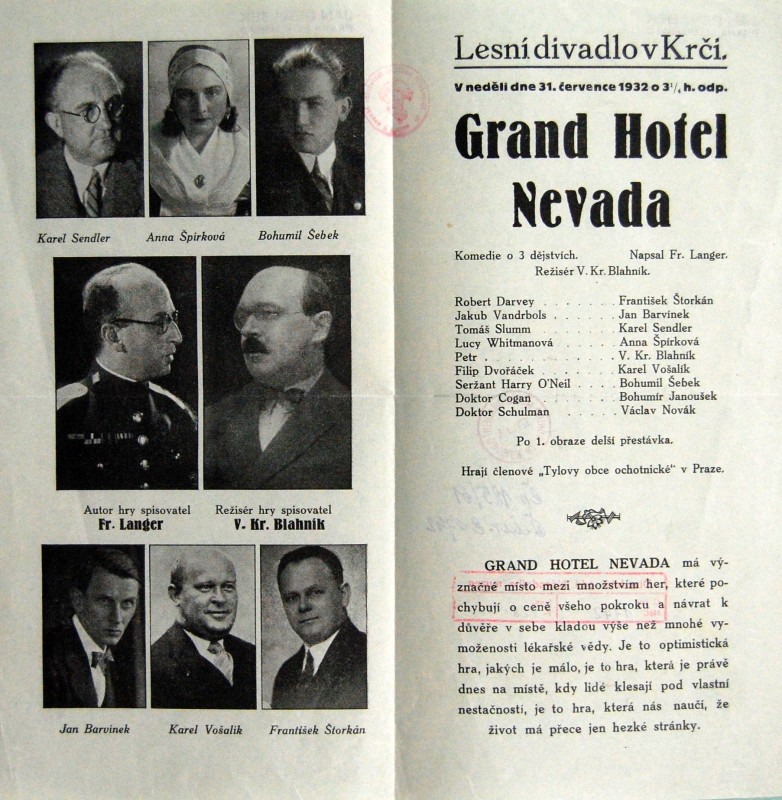 Karel Sendler
Anna Špírková
Bohumil Šebek
Autor hry spisovatel
Fr. Langer
Režisér hry spisovatel
V. Kr. Blahník
Jan Barvinek
Karel Vošalik
František Štorkán
Lesní divadlo v Krči.
V neděli dne 31. července 1932 o 3¹/₄ h. odp.
Grand Hotel
Nevada
Komedie o 3 dějstvích. Napsal Fr. Langer.
Režisér V. Kr. Blahník.
Robert Darvey . . . . . . František Štorkán
Jakub Vandrbols . . . . . Jan Barvinek
Tomáš Slumm . . . . . . Karel Sendler
Lucy Whitmanová . . . . . Anna Špírková
Petr . . . . . . . . . . V. Kr. Blahník
Filip Dvořáček . . . . . . Karel Vošalík
Seržant Harry O'Neil . . . . Bohumil Šebek
Doktor Cogan . . . . . . Bohumír Janoušek
Doktor Schulman . . . . . Václav Novák
Po 1. obraze delší přestávka.
Hrají členové „Tylovy obce ochotnické" v Praze.
GRAND HOTEL NEVADA má vý-
značné místo mezi množstvím her, které po-
chybují o ceně všeho pokroku a návrat k
důvěře v sebe kladou výše než mnohé vy-
moženosti lékařské vědy. Je to optimistická
hra, jakých je málo, je to hra, která je právě
dnes na místě, kdy lidé klesají pod vlastní
nestačností, je to hra, která nás naučí, že
život má přece jen hezké stránky.